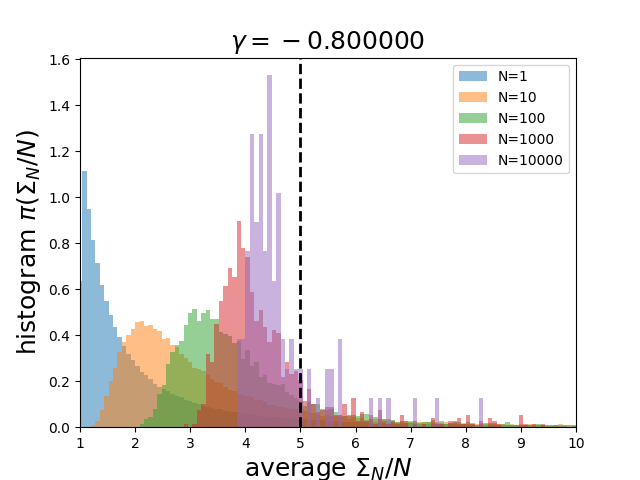 γ = −0.800000
histogram π(Σ_N/N)
1.6
1.4
1.2
1.0
0.8
0.6
0.4
0.2
0.0
N=1
N=10
N=100
N=1000
N=10000
1 2 3 4 5 6 7 8 9 10
average Σ_N/N